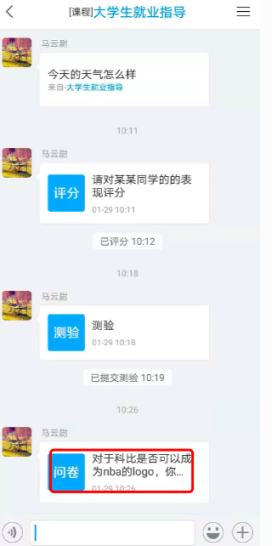 [课程]大学生就业指导
马云尉
今天的天气怎么样
来自·大学生就业指导
10:11
马云尉
评分
请对某某同学的的表
现评分
01-29 10:11
已评分 10:12
10:18
马云尉
测验
测验
01-29 10:18
已提交测验 10:19
10:26
马云尉
问卷
对于科比是否可以成
为nba的logo，你...
01-29 10:26